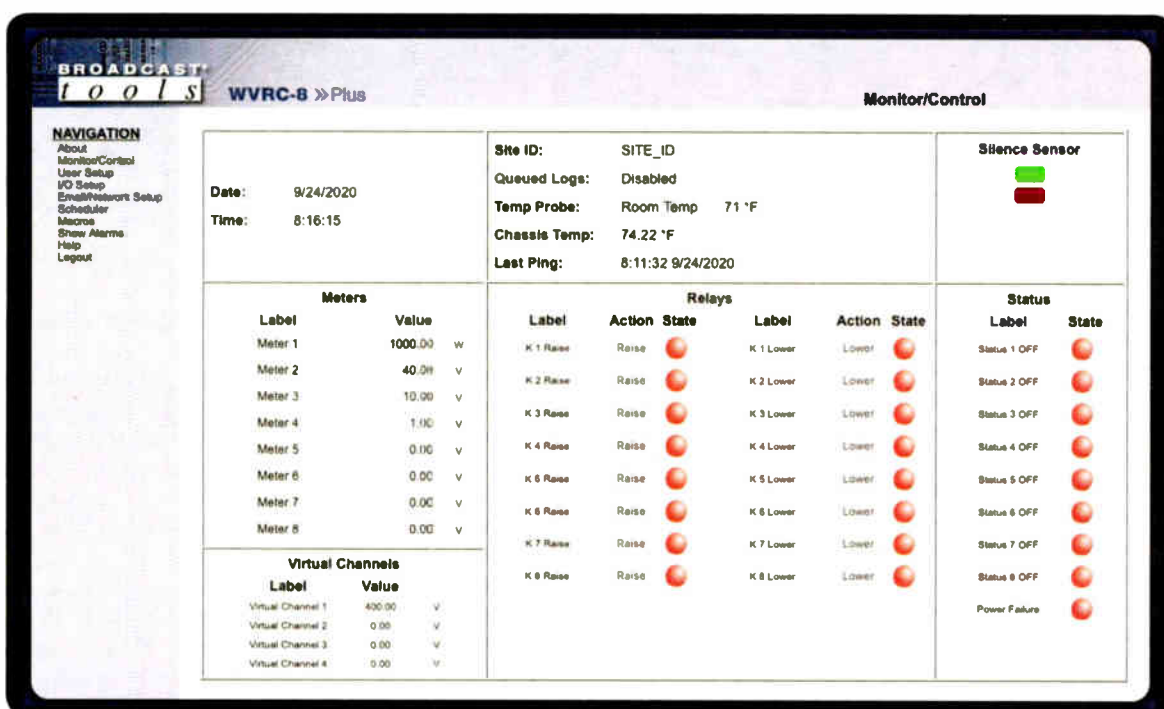 BROADCAST
tools
WVRC-8 »Plus
Monitor/Control
NAVIGATION
About
Monitor/Control
User Setup
I/O Setup
Email/Network Setup
Scheduler
Macros
Show Alarms
Help
Logout
Date: 9/24/2020
Time: 8:16:15
Site ID: SITE_ID
Queued Logs: Disabled
Temp Probe: Room Temp 71 °F
Chassis Temp: 74.22 °F
Last Ping: 8:11:32 9/24/2020
Silence Sensor
Meters
Label Value
Meter 1 1000.00 W
Meter 2 40.00 V
Meter 3 10.00 V
Meter 4 1.00 V
Meter 5 0.00 V
Meter 6 0.00 V
Meter 7 0.00 V
Meter 8 0.00 V
Virtual Channels
Label Value
Virtual Channel 1 400.00 V
Virtual Channel 2 0.00 V
Virtual Channel 3 0.00 V
Virtual Channel 4 0.00 V
Relays
Label Action State Label Action State
K 1 Raise Raise K 1 Lower Lower
K 2 Raise Raise K 2 Lower Lower
K 3 Raise Raise K 3 Lower Lower
K 4 Raise Raise K 4 Lower Lower
K 5 Raise Raise K 5 Lower Lower
K 6 Raise Raise K 6 Lower Lower
K 7 Raise Raise K 7 Lower Lower
K 8 Raise Raise K 8 Lower Lower
Status
Label State
Status 1 OFF
Status 2 OFF
Status 3 OFF
Status 4 OFF
Status 5 OFF
Status 6 OFF
Status 7 OFF
Status 8 OFF
Power Failure